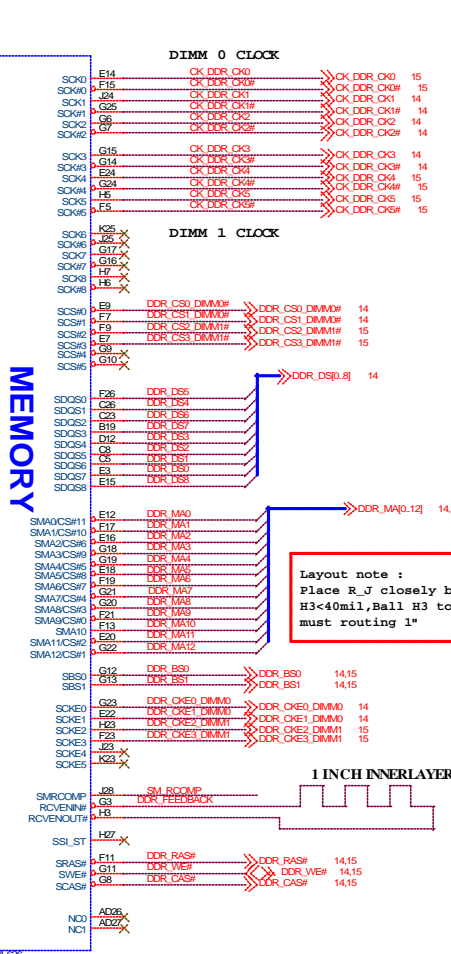 DIMM 0 CLOCK
SCK0 E14 CK_DDR_CK0 CK_DDR_CK0 15
SCK#0 F15 CK_DDR_CK0# CK_DDR_CK0# 15
SCK1 J24 CK_DDR_CK1 CK_DDR_CK1 14
SCK#1 G25 CK_DDR_CK1# CK_DDR_CK1# 14
SCK2 G6 CK_DDR_CK2 CK_DDR_CK2 14
SCK#2 G7 CK_DDR_CK2# CK_DDR_CK2# 14
SCK3 G15 CK_DDR_CK3 CK_DDR_CK3 14
SCK#3 G14 CK_DDR_CK3# CK_DDR_CK3# 14
SCK4 E24 CK_DDR_CK4 CK_DDR_CK4 15
SCK#4 G24 CK_DDR_CK4# CK_DDR_CK4# 15
SCK5 H5 CK_DDR_CK5 CK_DDR_CK5 15
SCK#5 F5 CK_DDR_CK5# CK_DDR_CK5# 15
DIMM 1 CLOCK
SCK6 K25
SCK#6 J25
SCK7 G17
SCK#7 G16
SCK8 H7
SCK#8 H6
SCS#0 E9 DDR_CS0_DIMM0# DDR_CS0_DIMM0# 14
SCS#1 F7 DDR_CS1_DIMM0# DDR_CS1_DIMM0# 14
SCS#2 F9 DDR_CS2_DIMM1# DDR_CS2_DIMM1# 15
SCS#3 E7 DDR_CS3_DIMM1# DDR_CS3_DIMM1# 15
SCS#4 G9
SCS#5 G10
MEMORY
DDR_DS[0..8] 14
SDQS0 F26 DDR_DS5
SDQS1 C26 DDR_DS4
SDQS2 C23 DDR_DS6
SDQS3 B19 DDR_DS7
SDQS4 D12 DDR_DS3
SDQS5 C8 DDR_DS2
SDQS6 C5 DDR_DS1
SDQS7 E3 DDR_DS0
SDQS8 E15 DDR_DS8
DDR_MA[0..12] 14,
SMA0/CS#11 E12 DDR_MA0
SMA1/CS#10 F17 DDR_MA1
SMA2/CS#6 E16 DDR_MA2
SMA3/CS#9 G18 DDR_MA3
SMA4/CS#5 G19 DDR_MA4
SMA5/CS#8 E18 DDR_MA5
SMA6/CS#7 F19 DDR_MA6
SMA7/CS#4 G21 DDR_MA7
SMA8/CS#3 G20 DDR_MA8
SMA9/CS#0 F21 DDR_MA9
SMA10 F13 DDR_MA10
SMA11/CS#2 E20 DDR_MA11
SMA12/CS#1 G22 DDR_MA12
Layout note :
Place R_J closely b
H3<40mil,Ball H3 to
must routing 1"
SBS0 G12 DDR_BS0 DDR_BS0 14,15
SBS1 G13 DDR_BS1 DDR_BS1 14,15
SCKE0 G23 DDR_CKE0_DIMM0 DDR_CKE0_DIMM0 14
SCKE1 E22 DDR_CKE1_DIMM0 DDR_CKE1_DIMM0 14
SCKE2 H23 DDR_CKE2_DIMM1 DDR_CKE2_DIMM1 15
SCKE3 F23 DDR_CKE3_DIMM1 DDR_CKE3_DIMM1 15
SCKE4 J23
SCKE5 K23
1 INCH INNERLAYER
SMRCOMP J28 SM_RCOMP
RCVENIN# G3 DDR_FEEDBACK
RCVENOUT# H3
SSI_ST H27
SRAS# F11 DDR_RAS# DDR_RAS# 14,15
SWE# G11 DDR_WE# DDR_WE# 14,15
SCAS# G8 DDR_CAS# DDR_CAS# 14,15
NC0 AD26
NC1 AD27